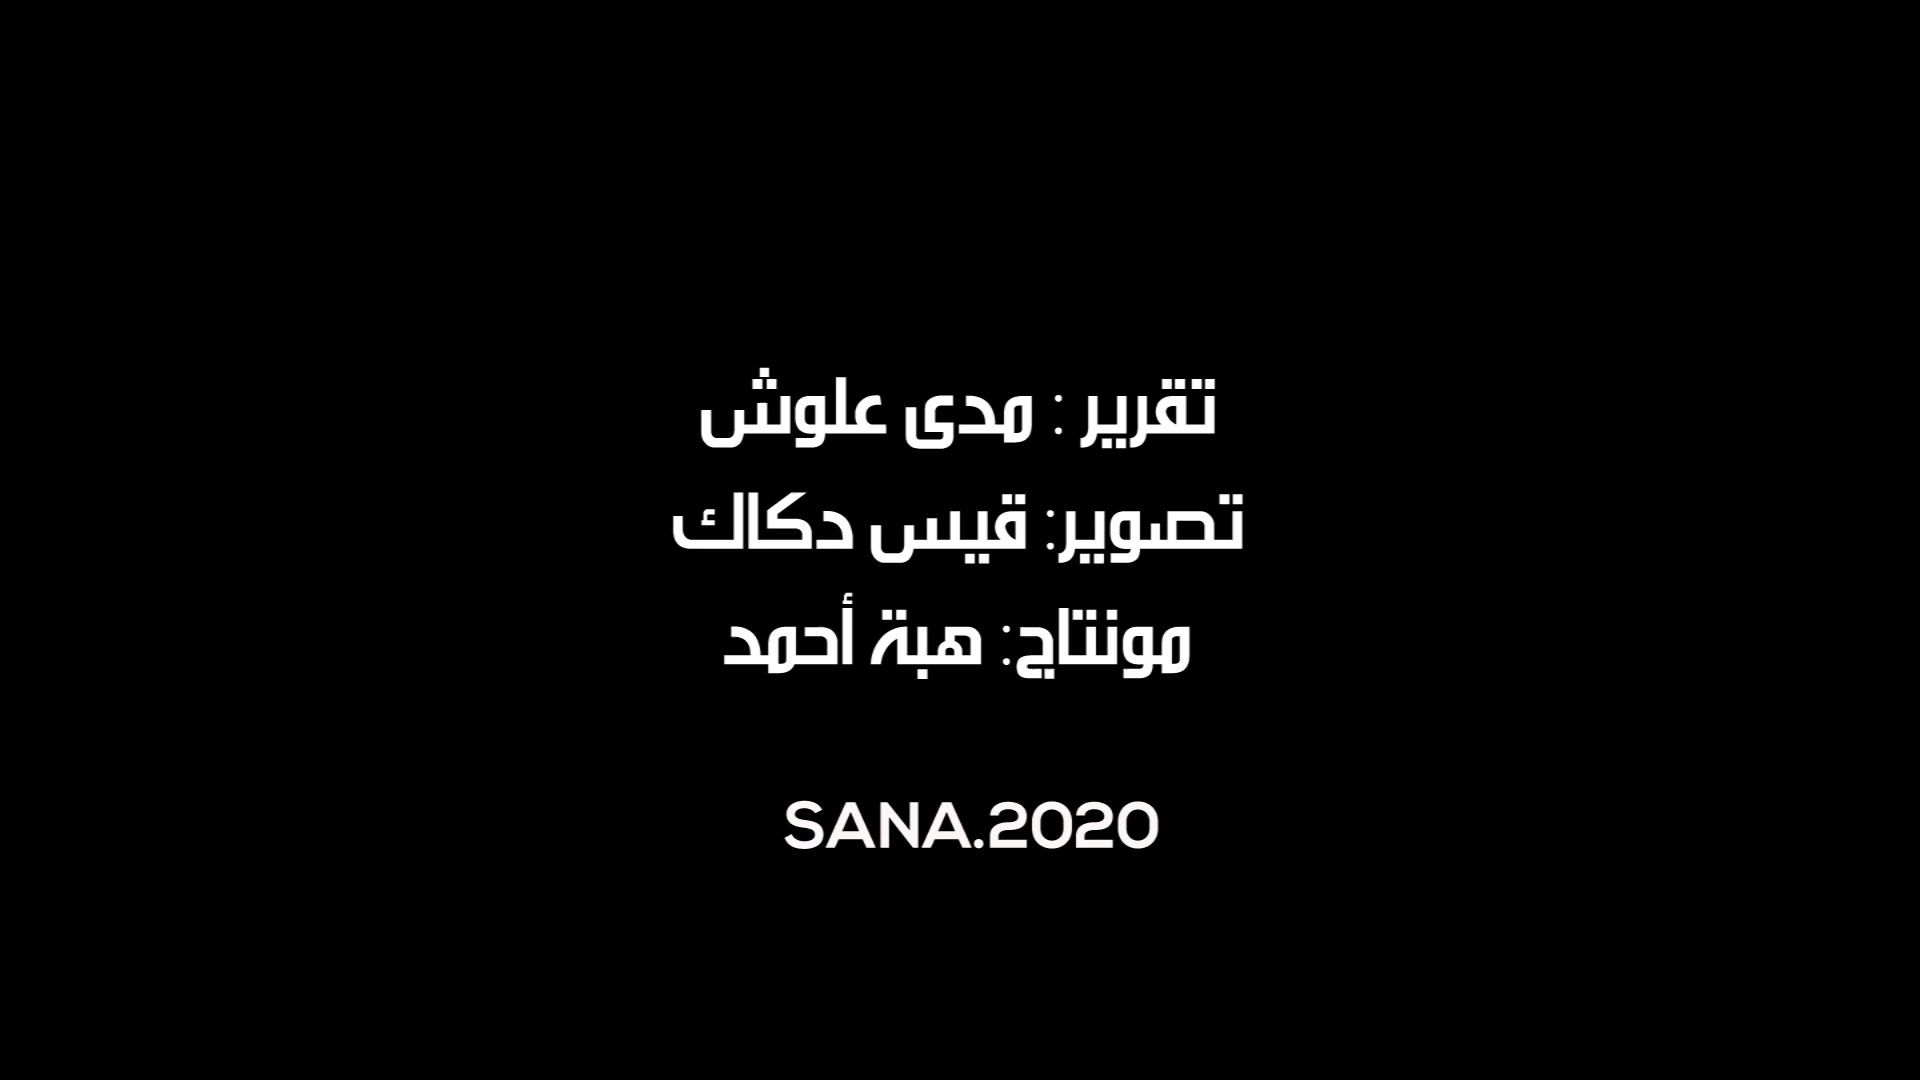 تقرير : مدى علوش
تصوير: قيس دكاك
مونتاج: هبة أحمد
SANA.2020